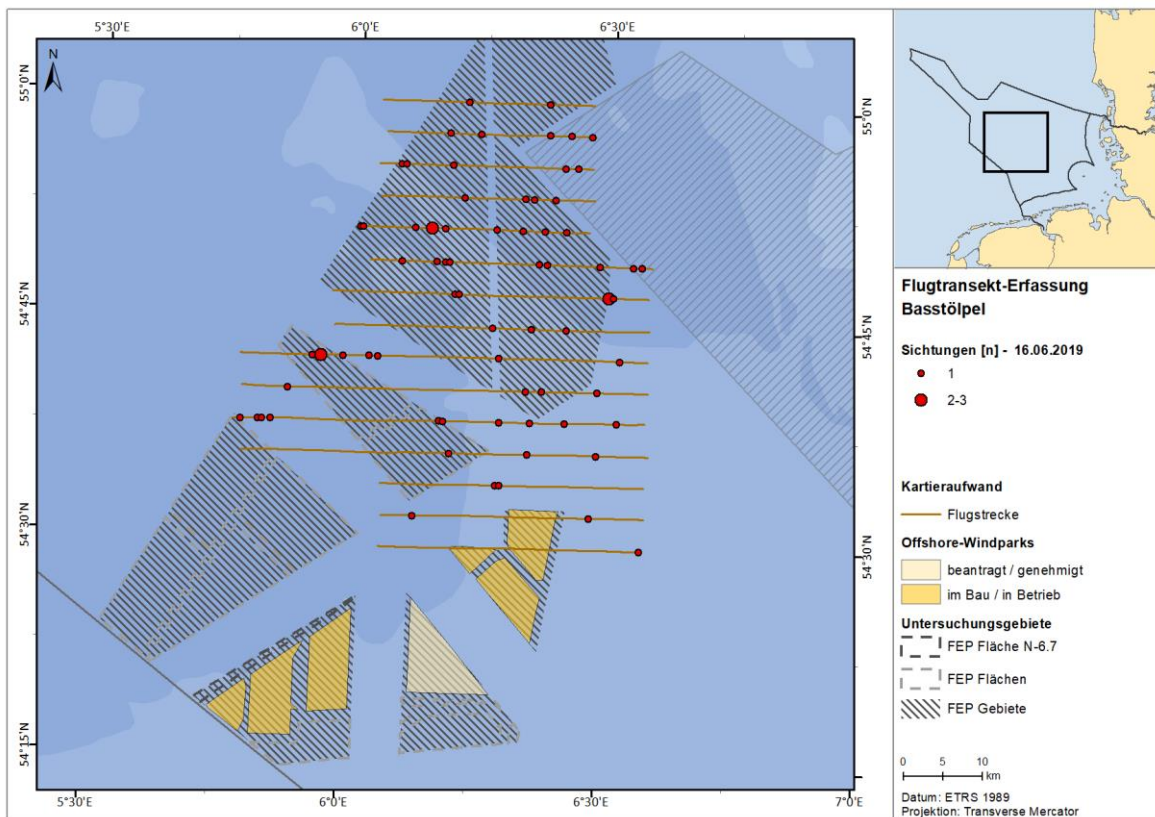 5°30'E 6°0'E 6°30'E
N
55°0'N
54°45'N
54°30'N
54°15'N
55°0'N
54°45'N
54°30'N
5°30'E 6°0'E 6°30'E 7°0'E
Flugtransekt-Erfassung
Basstölpel
Sichtungen [n] - 16.06.2019
1
2-3
Kartieraufwand
Flugstrecke
Offshore-Windparks
beantragt / genehmigt
im Bau / in Betrieb
Untersuchungsgebiete
FEP Fläche N-6.7
FEP Flächen
FEP Gebiete
0 5 10
km
Datum: ETRS 1989
Projektion: Transverse Mercator